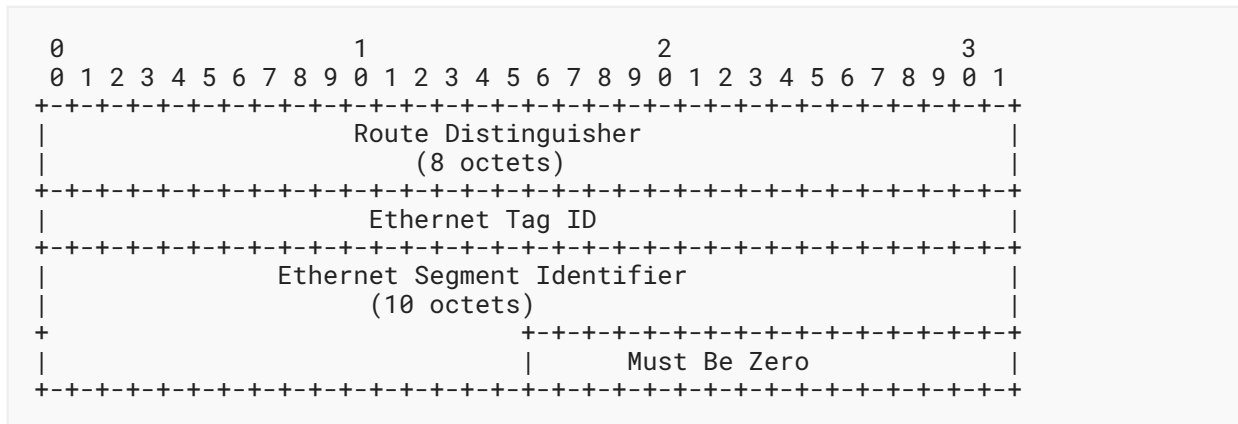 0                   1                   2                   3
0 1 2 3 4 5 6 7 8 9 0 1 2 3 4 5 6 7 8 9 0 1 2 3 4 5 6 7 8 9 0 1
+-+-+-+-+-+-+-+-+-+-+-+-+-+-+-+-+-+-+-+-+-+-+-+-+-+-+-+-+-+-+-+-+
|                    Route Distinguisher                        |
|                        (8 octets)                             |
+-+-+-+-+-+-+-+-+-+-+-+-+-+-+-+-+-+-+-+-+-+-+-+-+-+-+-+-+-+-+-+-+
|                     Ethernet Tag ID                           |
+-+-+-+-+-+-+-+-+-+-+-+-+-+-+-+-+-+-+-+-+-+-+-+-+-+-+-+-+-+-+-+-+
|               Ethernet Segment Identifier                     |
|                     (10 octets)                               |
+                               +-+-+-+-+-+-+-+-+-+-+-+-+-+-+-+-+
|                               |      Must Be Zero             |
+-+-+-+-+-+-+-+-+-+-+-+-+-+-+-+-+-+-+-+-+-+-+-+-+-+-+-+-+-+-+-+-+